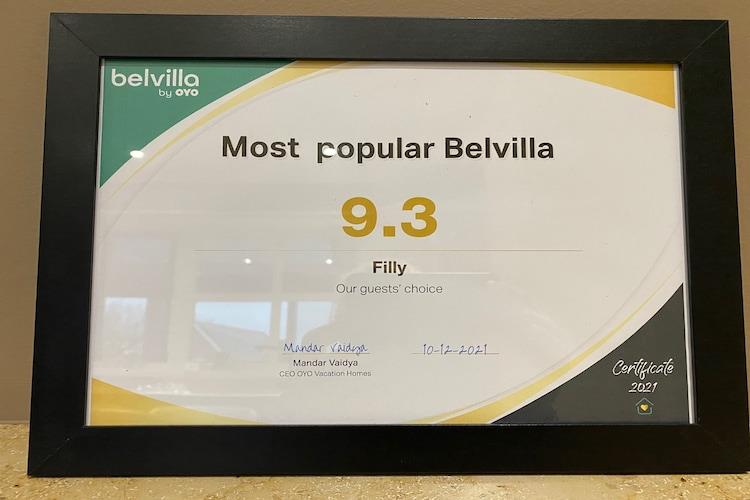 belvilla
by OYO
Most popular Belvilla
9.3
Filly
Our guests' choice
Mandar Vaidya 10-12-2021
Mandar Vaidya
CEO OYO Vacation Homes
Certificate
2021